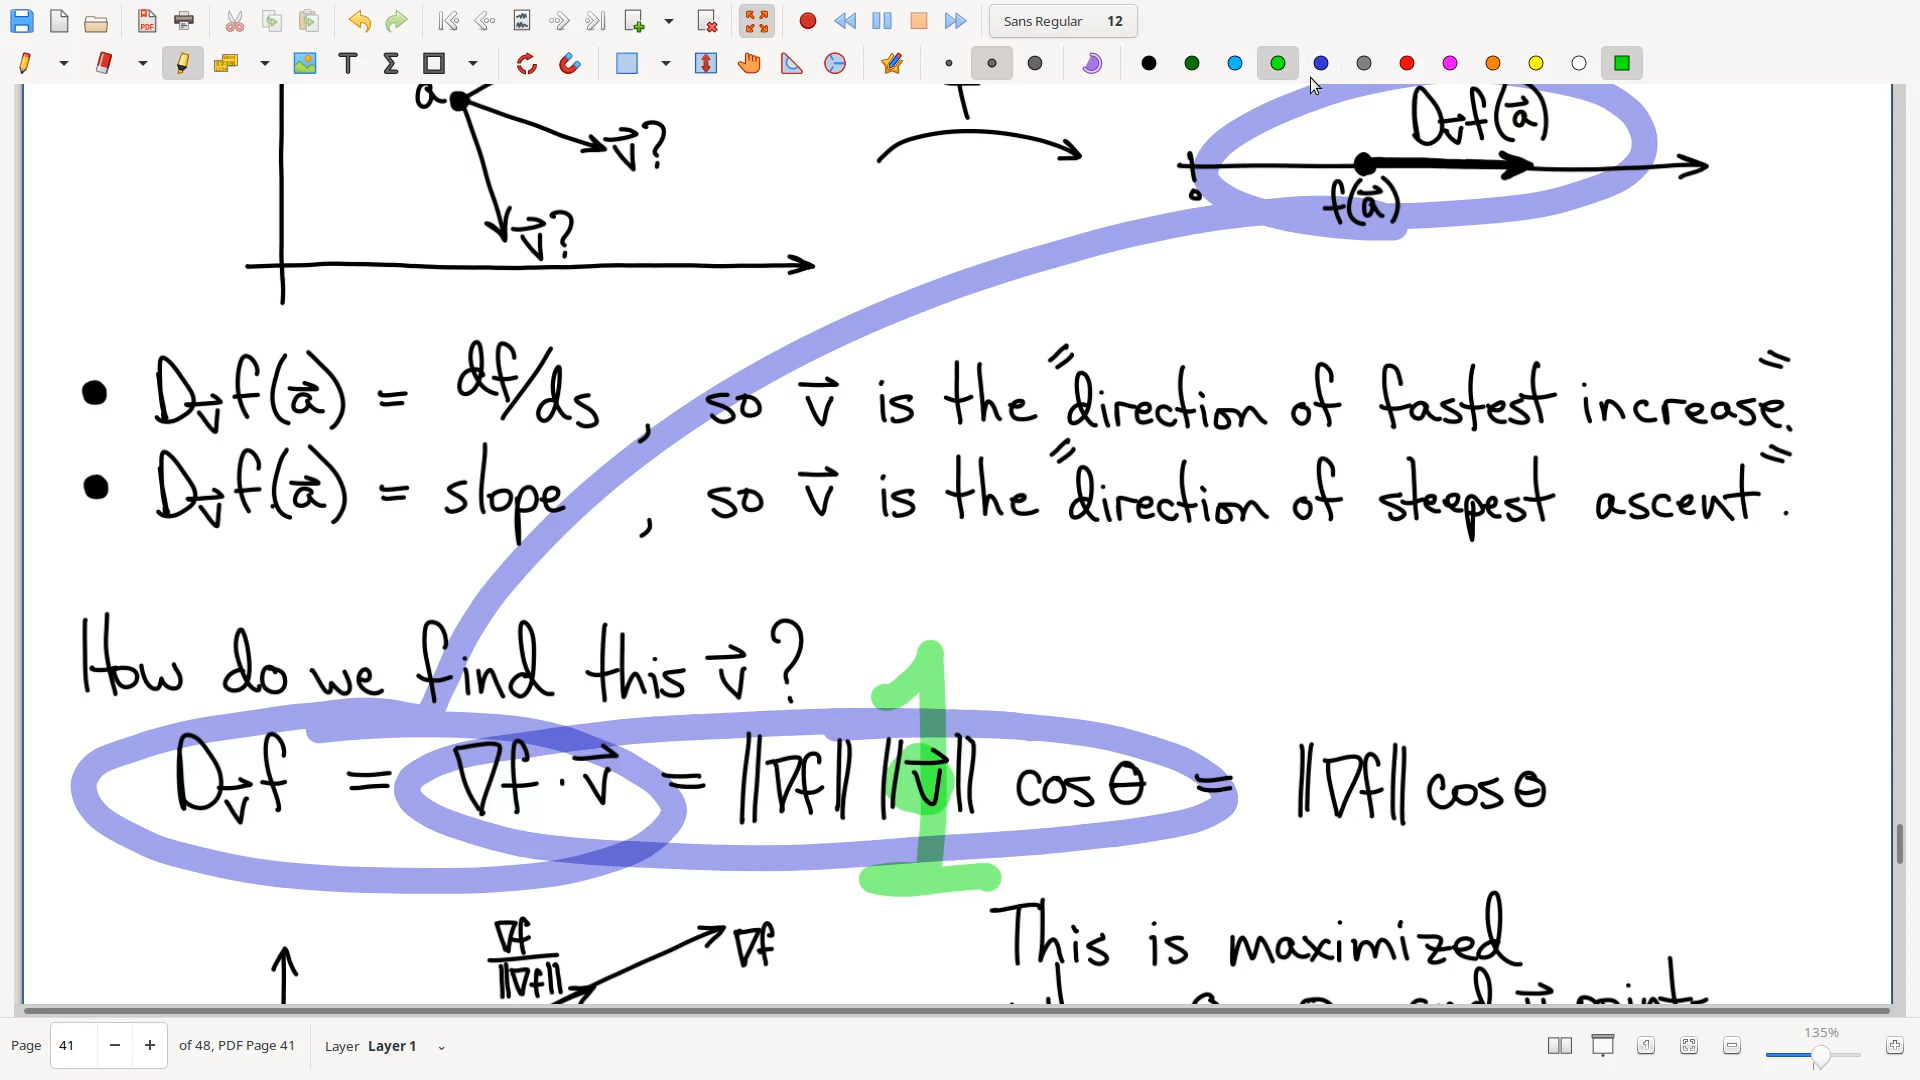 Sans Regular 12
a
v⃗?
v⃗?
D_v⃗ f(a⃗)
0
f(a⃗)
• D_v⃗ f(a⃗) = df/ds , so v⃗ is the "direction of fastest increase."
• D_v⃗ f(a⃗) = slope , so v⃗ is the "direction of steepest ascent."
How do we find this v⃗?
1
D_v⃗ f = ∇f · v⃗ = ||∇f|| ||v⃗|| cos θ = ||∇f|| cos θ
∇f/||∇f||
∇f
This is maximized
Page 41 of 48, PDF Page 41 Layer Layer 1 135%